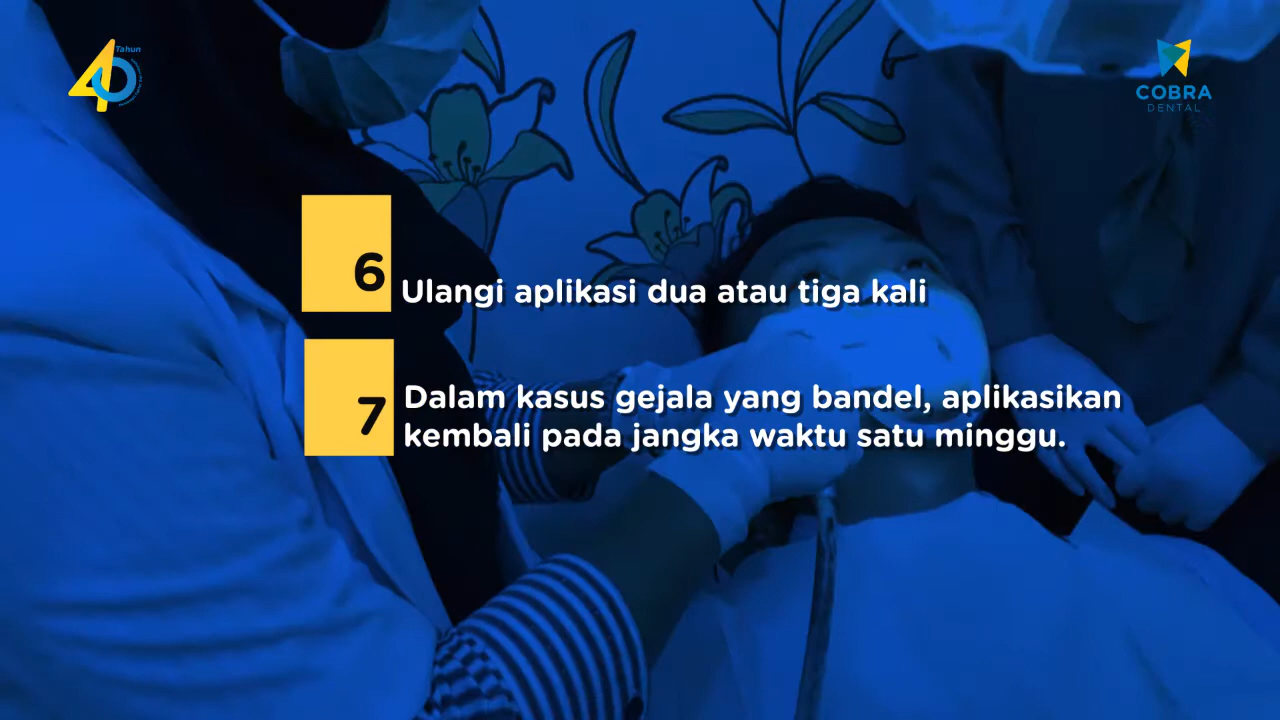 Tahun
40
COBRA
DENTAL
6
Ulangi aplikasi dua atau tiga kali
7
Dalam kasus gejala yang bandel, aplikasikan
kembali pada jangka waktu satu minggu.